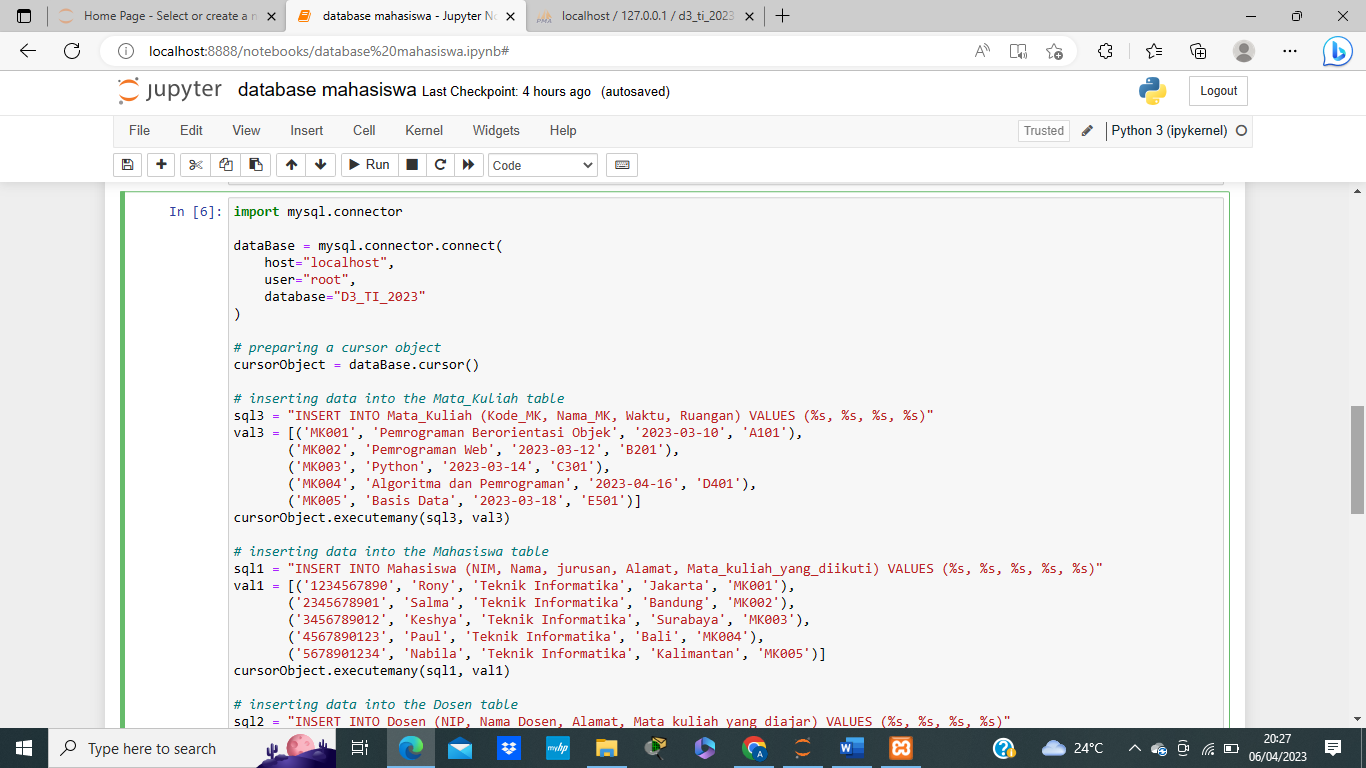 Home Page - Select or create a n
database mahasiswa - Jupyter No
localhost / 127.0.0.1 / d3_ti_2023
localhost:8888/notebooks/database%20mahasiswa.ipynb#
jupyter database mahasiswa Last Checkpoint: 4 hours ago (autosaved)
Logout
File Edit View Insert Cell Kernel Widgets Help
Trusted
Python 3 (ipykernel)
Run
Code
In [6]:
import mysql.connector
dataBase = mysql.connector.connect(
host="localhost",
user="root",
database="D3_TI_2023"
)
# preparing a cursor object
cursorObject = dataBase.cursor()
# inserting data into the Mata_Kuliah table
sql3 = "INSERT INTO Mata_Kuliah (Kode_MK, Nama_MK, Waktu, Ruangan) VALUES (%s, %s, %s, %s)"
val3 = [('MK001', 'Pemrograman Berorientasi Objek', '2023-03-10', 'A101'),
('MK002', 'Pemrograman Web', '2023-03-12', 'B201'),
('MK003', 'Python', '2023-03-14', 'C301'),
('MK004', 'Algoritma dan Pemrograman', '2023-04-16', 'D401'),
('MK005', 'Basis Data', '2023-03-18', 'E501')]
cursorObject.executemany(sql3, val3)
# inserting data into the Mahasiswa table
sql1 = "INSERT INTO Mahasiswa (NIM, Nama, jurusan, Alamat, Mata_kuliah_yang_diikuti) VALUES (%s, %s, %s, %s, %s)"
val1 = [('1234567890', 'Rony', 'Teknik Informatika', 'Jakarta', 'MK001'),
('2345678901', 'Salma', 'Teknik Informatika', 'Bandung', 'MK002'),
('3456789012', 'Keshya', 'Teknik Informatika', 'Surabaya', 'MK003'),
('4567890123', 'Paul', 'Teknik Informatika', 'Bali', 'MK004'),
('5678901234', 'Nabila', 'Teknik Informatika', 'Kalimantan', 'MK005')]
cursorObject.executemany(sql1, val1)
# inserting data into the Dosen table
sql2 = "INSERT INTO Dosen (NIP, Nama_Dosen, Alamat, Mata_kuliah_yang_diajar) VALUES (%s, %s, %s, %s)"
Type here to search
myhp
24°C
20:27
06/04/2023